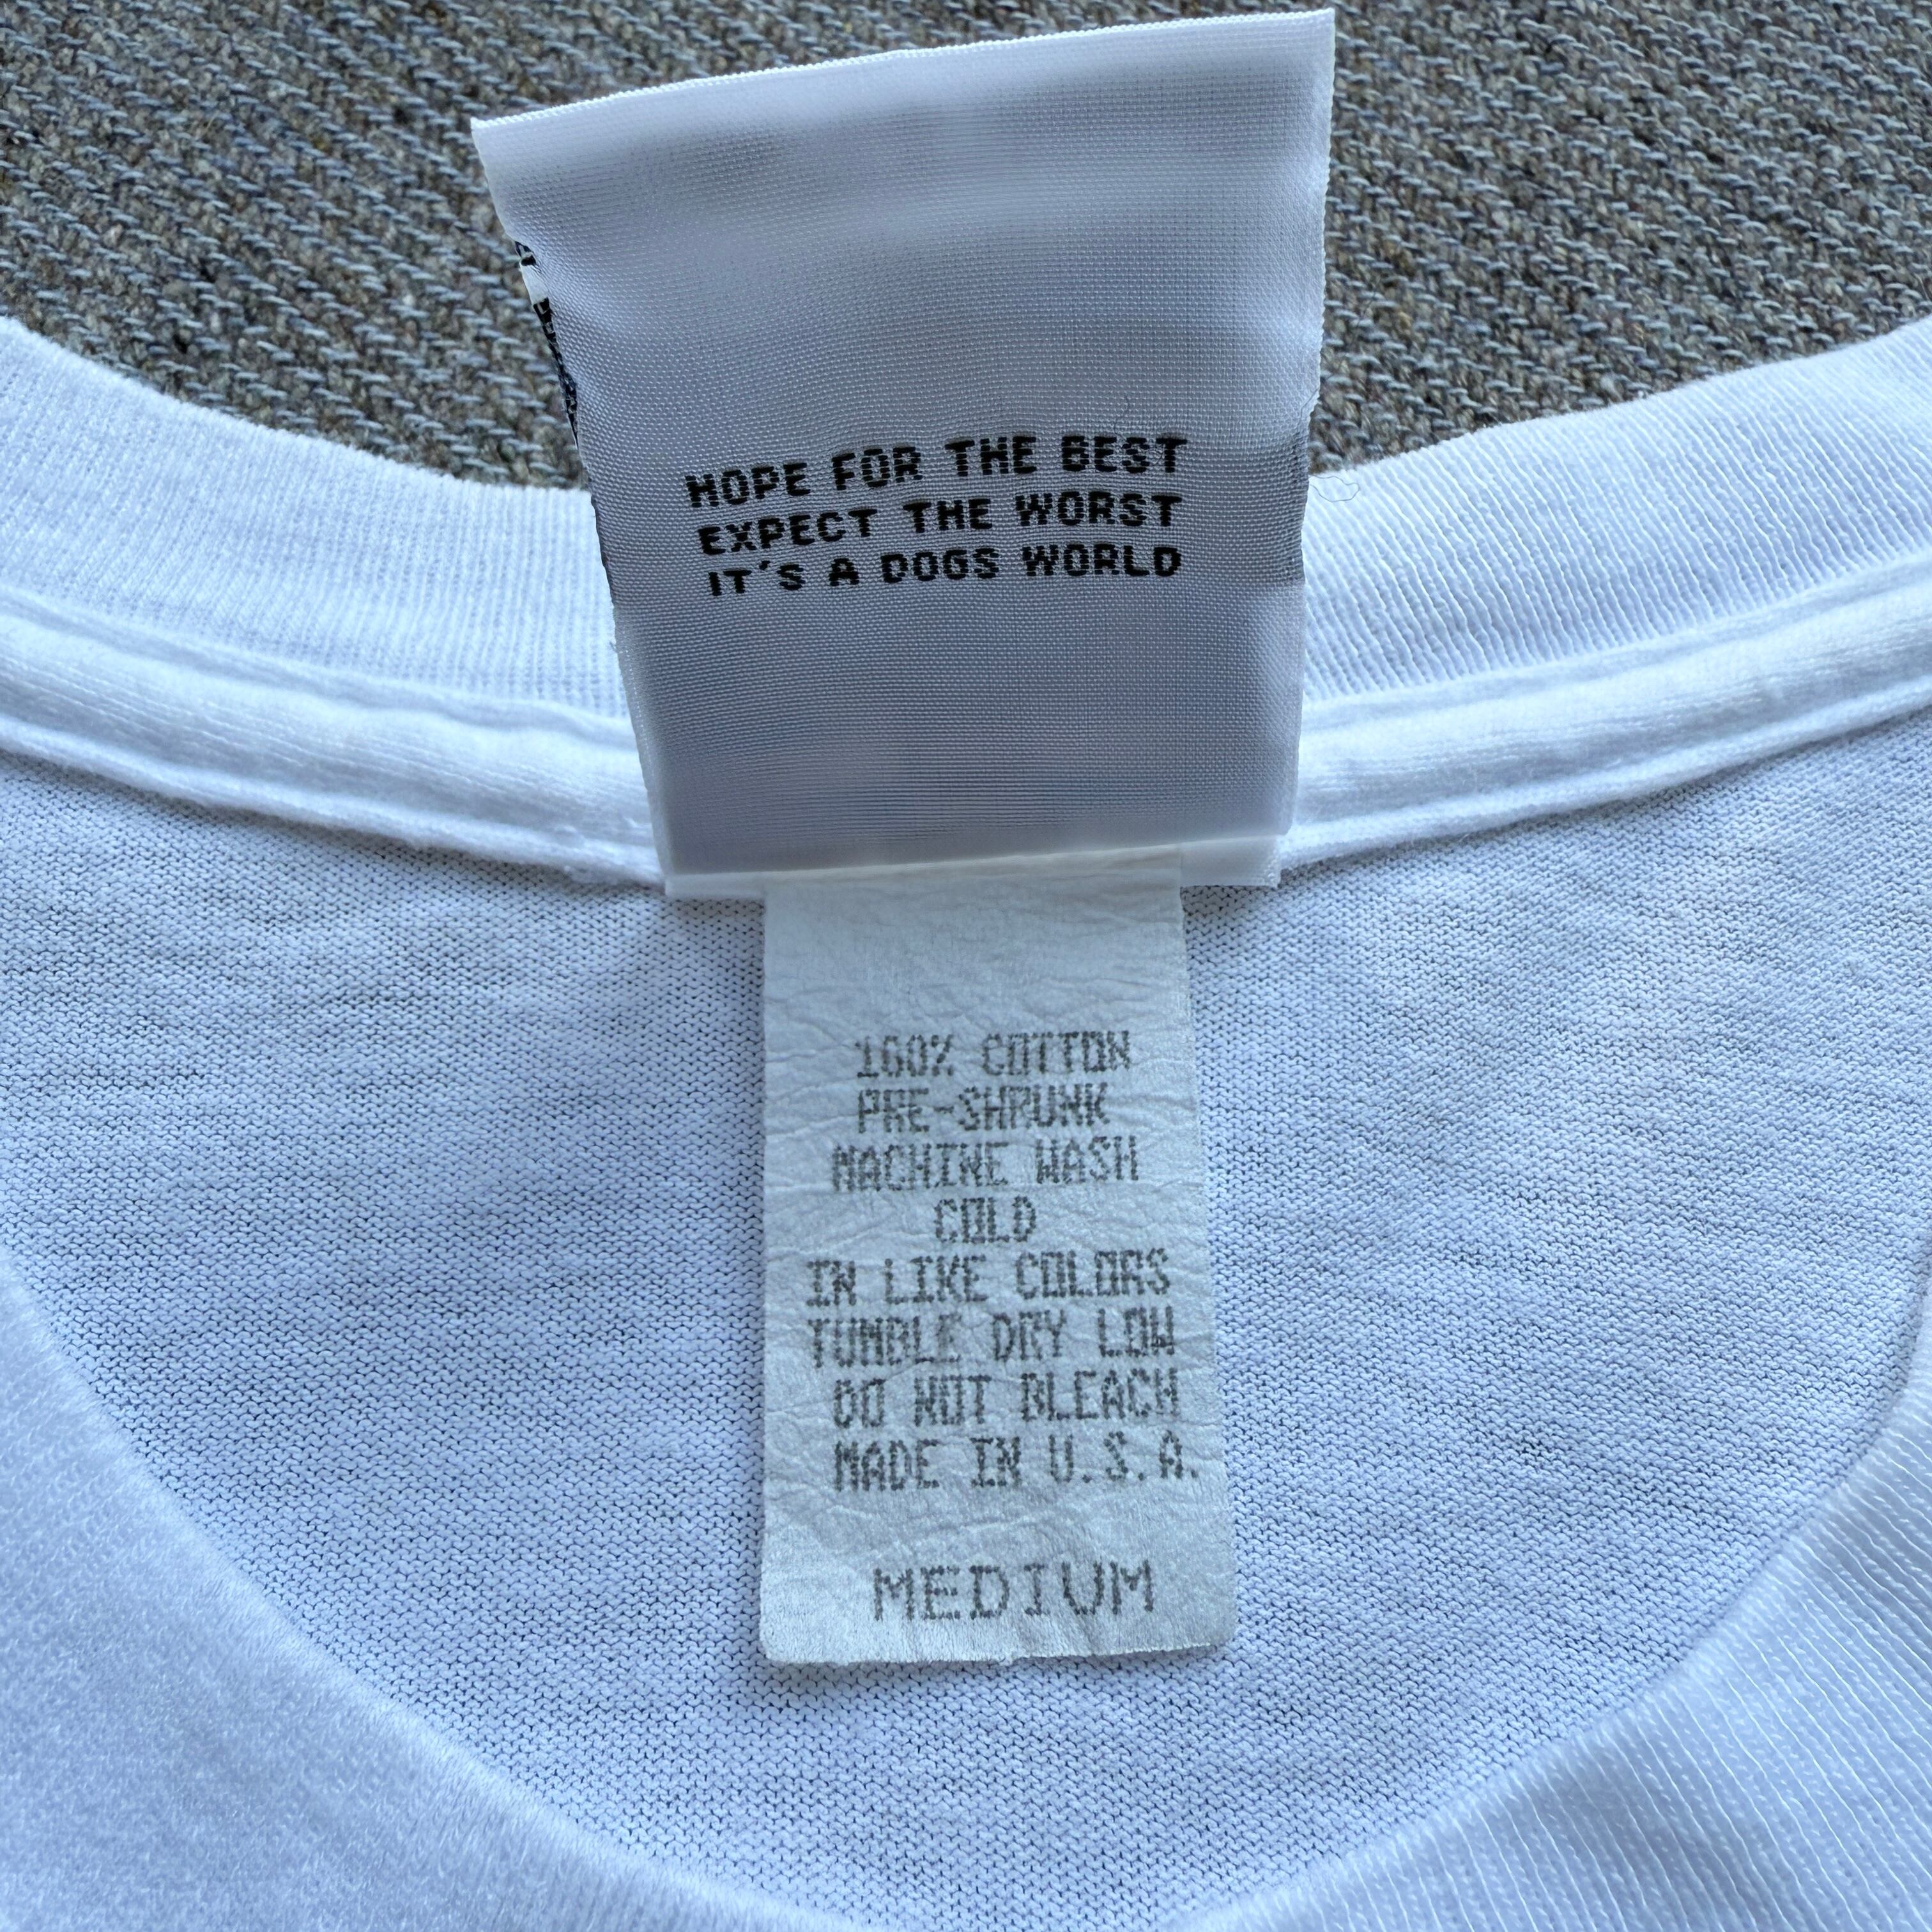 HOPE FOR THE BEST
EXPECT THE WORST
IT'S A DOGS WORLD
100% COTTON
PRE-SHRUNK
MACHINE WASH
COLD
IN LIKE COLORS
TUMBLE DRY LOW
DO NOT BLEACH
MADE IN U.S.A.
MEDIUM